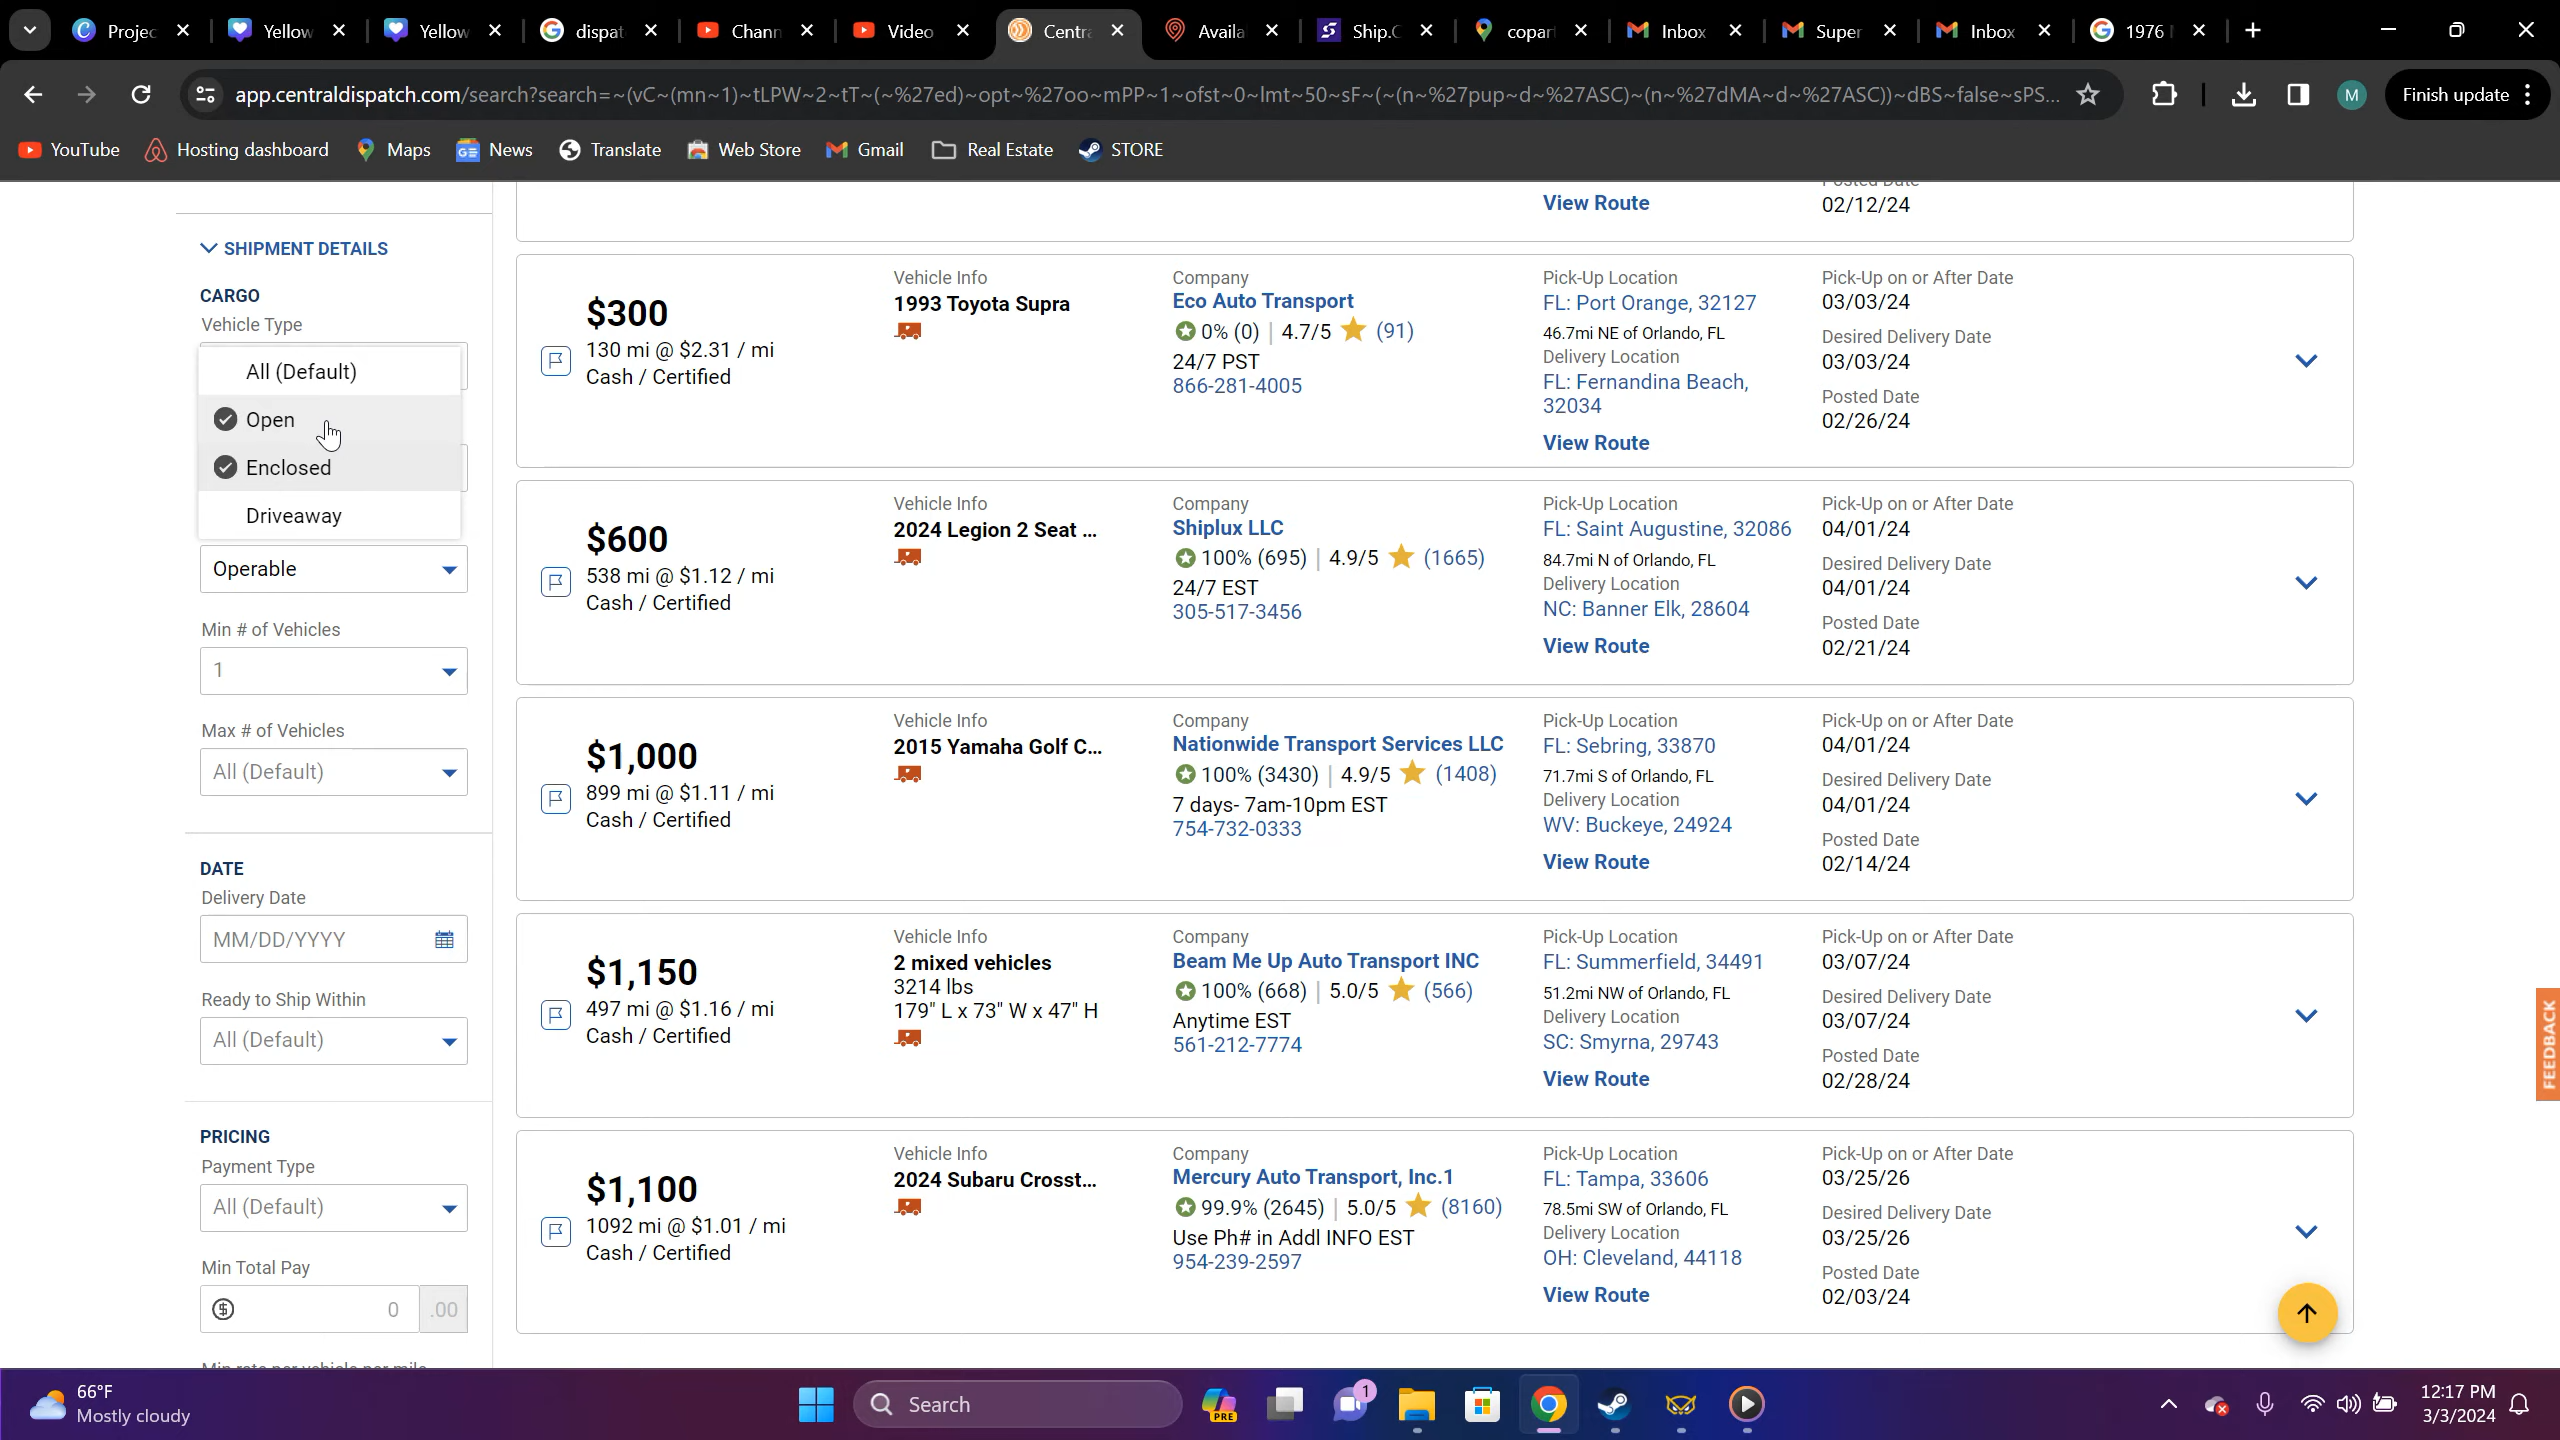 Projec
Yellow
Yellow
dispat
Chann
Video
Centra
Availa
Ship.C
copar
Inbox
Super
Inbox
1976
app.centraldispatch.com/search?search=~(vC~(mn~1)~tLPW~2~tT~(~%27ed)~opt~%27oo~mPP~1~ofst~0~lmt~50~sF~(~(n~%27pup~d~%27ASC)~(n~%27dMA~d~%27ASC))~dBS~false~sPS...
M
Finish update
YouTube
Hosting dashboard
Maps
News
Translate
Web Store
Gmail
Real Estate
STORE
SHIPMENT DETAILS
CARGO
Vehicle Type
All (Default)
Open
Enclosed
Driveaway
Operable
Min # of Vehicles
1
Max # of Vehicles
All (Default)
DATE
Delivery Date
MM/DD/YYYY
Ready to Ship Within
All (Default)
PRICING
Payment Type
All (Default)
Min Total Pay
0 .00
Min rate per vehicle per mile
View Route
Posted Date
02/12/24
$300
130 mi @ $2.31 / mi
Cash / Certified
Vehicle Info
1993 Toyota Supra
Company
Eco Auto Transport
0% (0) | 4.7/5 (91)
24/7 PST
866-281-4005
Pick-Up Location
FL: Port Orange, 32127
46.7mi NE of Orlando, FL
Delivery Location
FL: Fernandina Beach,
32034
View Route
Pick-Up on or After Date
03/03/24
Desired Delivery Date
03/03/24
Posted Date
02/26/24
$600
538 mi @ $1.12 / mi
Cash / Certified
Vehicle Info
2024 Legion 2 Seat ...
Company
Shiplux LLC
100% (695) | 4.9/5 (1665)
24/7 EST
305-517-3456
Pick-Up Location
FL: Saint Augustine, 32086
84.7mi N of Orlando, FL
Delivery Location
NC: Banner Elk, 28604
View Route
Pick-Up on or After Date
04/01/24
Desired Delivery Date
04/01/24
Posted Date
02/21/24
$1,000
899 mi @ $1.11 / mi
Cash / Certified
Vehicle Info
2015 Yamaha Golf C...
Company
Nationwide Transport Services LLC
100% (3430) | 4.9/5 (1408)
7 days- 7am-10pm EST
754-732-0333
Pick-Up Location
FL: Sebring, 33870
71.7mi S of Orlando, FL
Delivery Location
WV: Buckeye, 24924
View Route
Pick-Up on or After Date
04/01/24
Desired Delivery Date
04/01/24
Posted Date
02/14/24
$1,150
497 mi @ $1.16 / mi
Cash / Certified
Vehicle Info
2 mixed vehicles
3214 lbs
179" L x 73" W x 47" H
Company
Beam Me Up Auto Transport INC
100% (668) | 5.0/5 (566)
Anytime EST
561-212-7774
Pick-Up Location
FL: Summerfield, 34491
51.2mi NW of Orlando, FL
Delivery Location
SC: Smyrna, 29743
View Route
Pick-Up on or After Date
03/07/24
Desired Delivery Date
03/07/24
Posted Date
02/28/24
$1,100
1092 mi @ $1.01 / mi
Cash / Certified
Vehicle Info
2024 Subaru Crosst...
Company
Mercury Auto Transport, Inc.1
99.9% (2645) | 5.0/5 (8160)
Use Ph# in Addl INFO EST
954-239-2597
Pick-Up Location
FL: Tampa, 33606
78.5mi SW of Orlando, FL
Delivery Location
OH: Cleveland, 44118
View Route
Pick-Up on or After Date
03/25/26
Desired Delivery Date
03/25/26
Posted Date
02/03/24
FEEDBACK
66°F
Mostly cloudy
Search
PRE
1
12:17 PM
3/3/2024